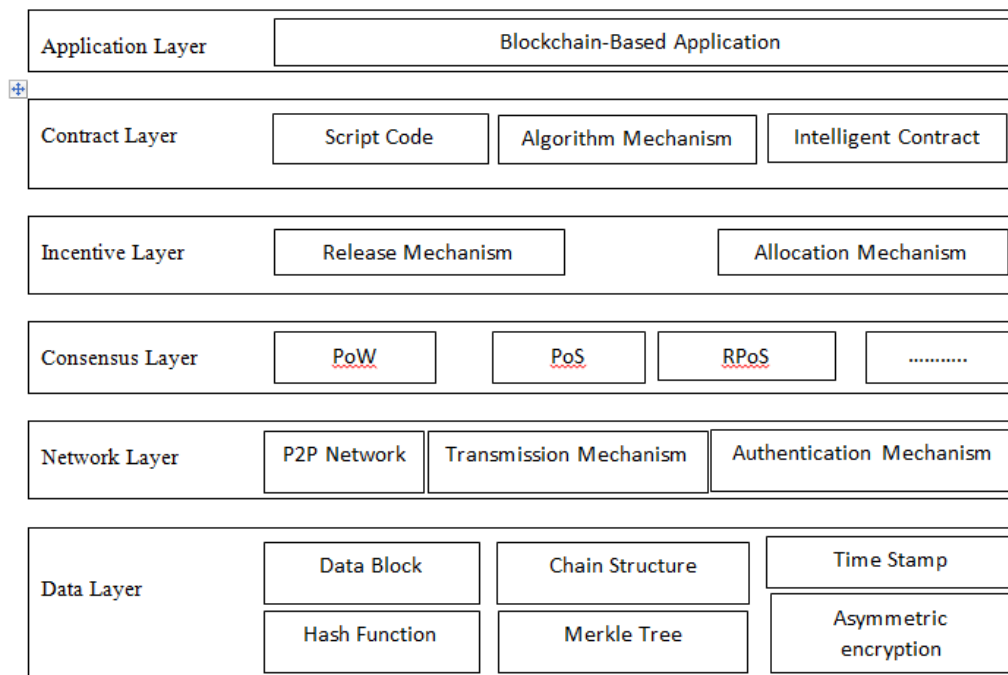 Application Layer
Blockchain-Based Application
Contract Layer
Script Code
Algorithm Mechanism
Intelligent Contract
Incentive Layer
Release Mechanism
Allocation Mechanism
Consensus Layer
PoW
PoS
RPoS
...........
Network Layer
P2P Network
Transmission Mechanism
Authentication Mechanism
Data Layer
Data Block
Chain Structure
Time Stamp
Hash Function
Merkle Tree
Asymmetric
encryption